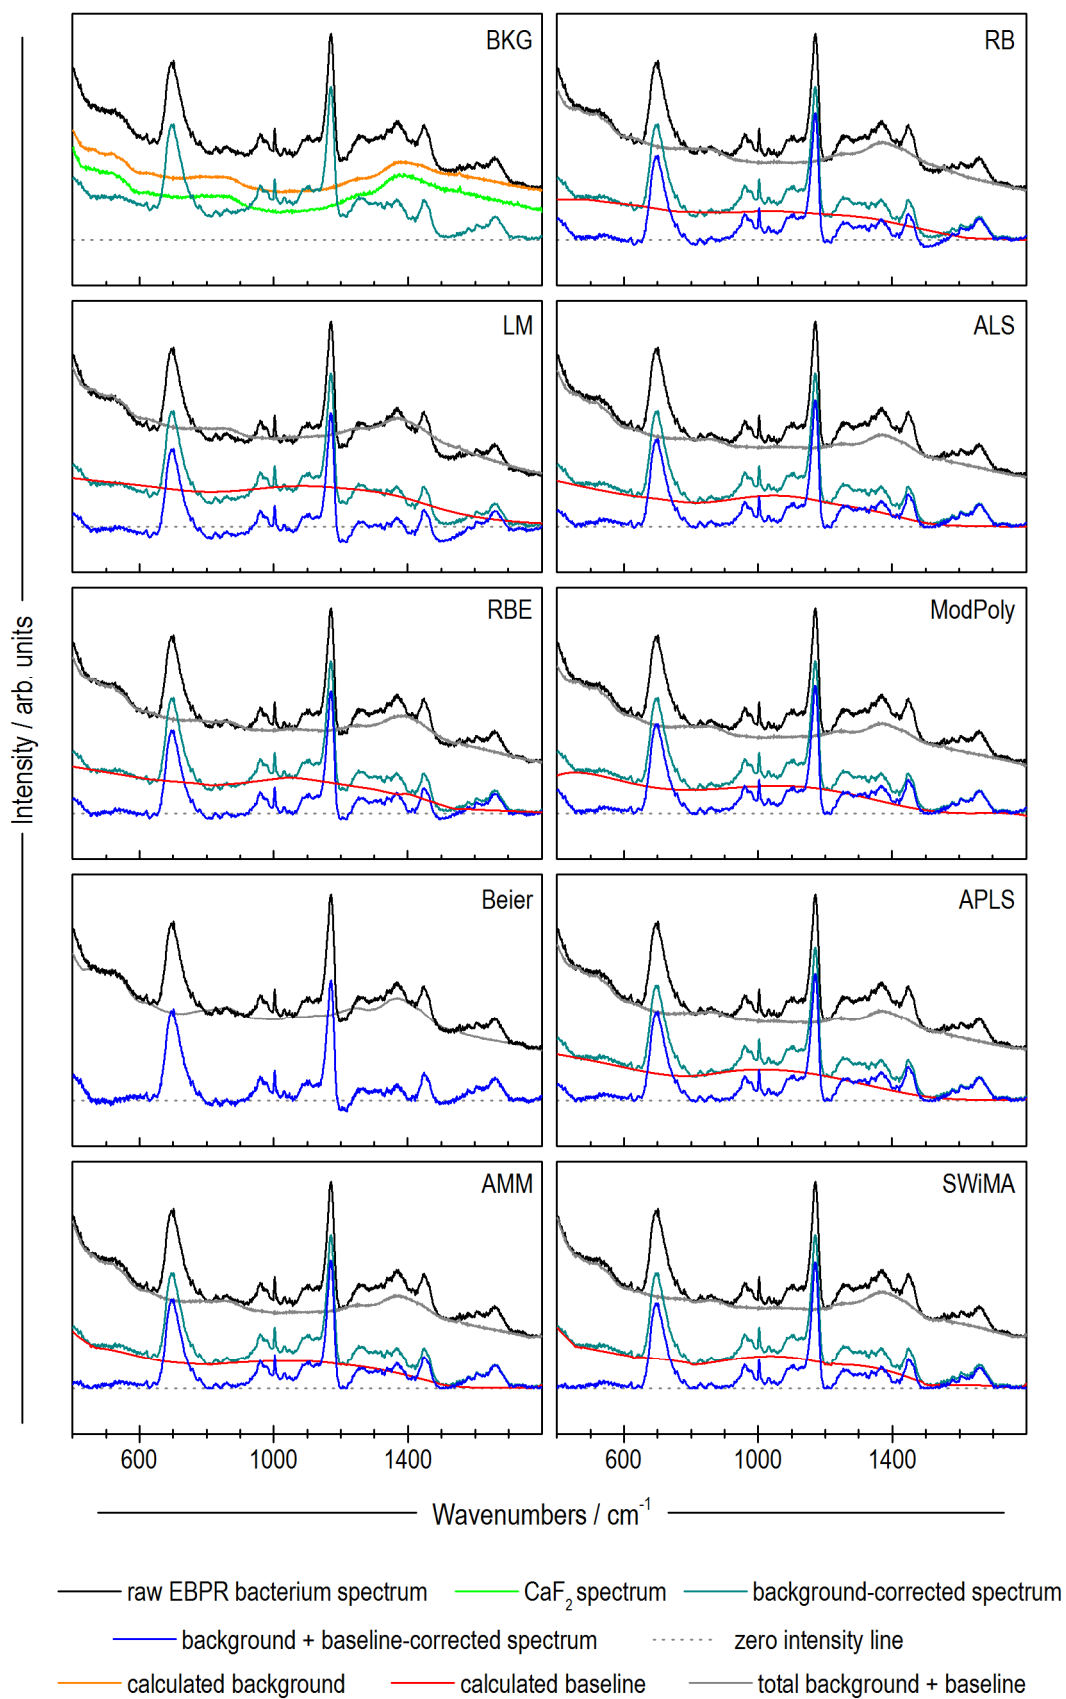 BKG
RB
LM
ALS
RBE
ModPoly
Beier
APLS
AMM
SWiMA
Intensity / arb. units
600 1000 1400 600 1000 1400
Wavenumbers / cm⁻¹
raw EBPR bacterium spectrum CaF₂ spectrum background-corrected spectrum
background + baseline-corrected spectrum zero intensity line
calculated background calculated baseline total background + baseline